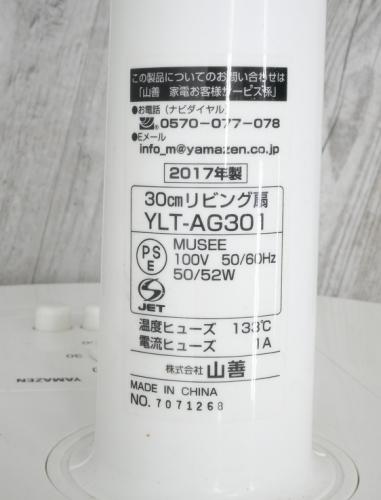 この製品についてのお問い合わせは
「山善 家電お客様サービス係」
●お電話(ナビダイヤル)
0570-077-078
●Eメール
info_m@yamazen.co.jp
2017年製
30cmリビング扇
YLT-AG301
PS
E
MUSEE
100V 50/60Hz
50/52W
JET
温度ヒューズ 133℃
電流ヒューズ 1A
株式会社 山善
MADE IN CHINA
NO. 7071268
YAMAZEN